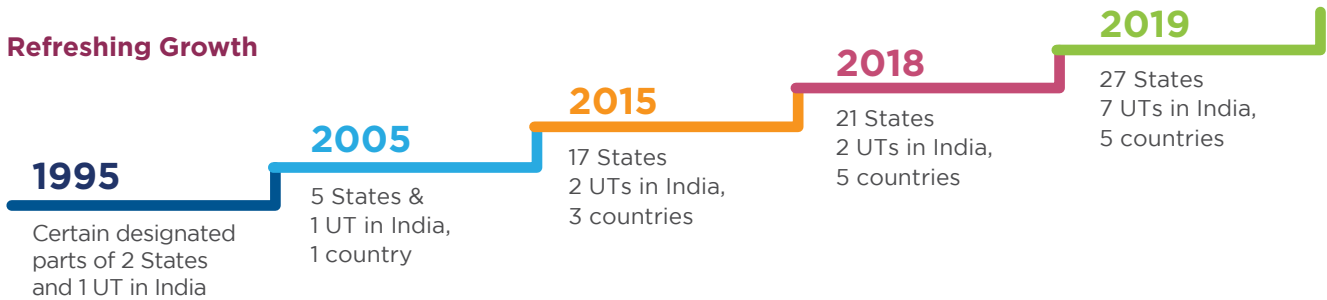 Refreshing Growth
1995
Certain designated
parts of 2 States
and 1 UT in India
2005
5 States &
1 UT in India,
1 country
2015
17 States
2 UTs in India,
3 countries
2018
21 States
2 UTs in India,
5 countries
2019
27 States
7 UTs in India,
5 countries